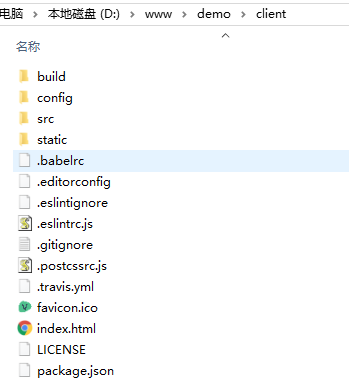 电脑 > 本地磁盘 (D:) > www > demo > client
名称
build
config
src
static
.babelrc
.editorconfig
.eslintignore
.eslintrc.js
.gitignore
.postcssrc.js
.travis.yml
favicon.ico
index.html
LICENSE
package.json